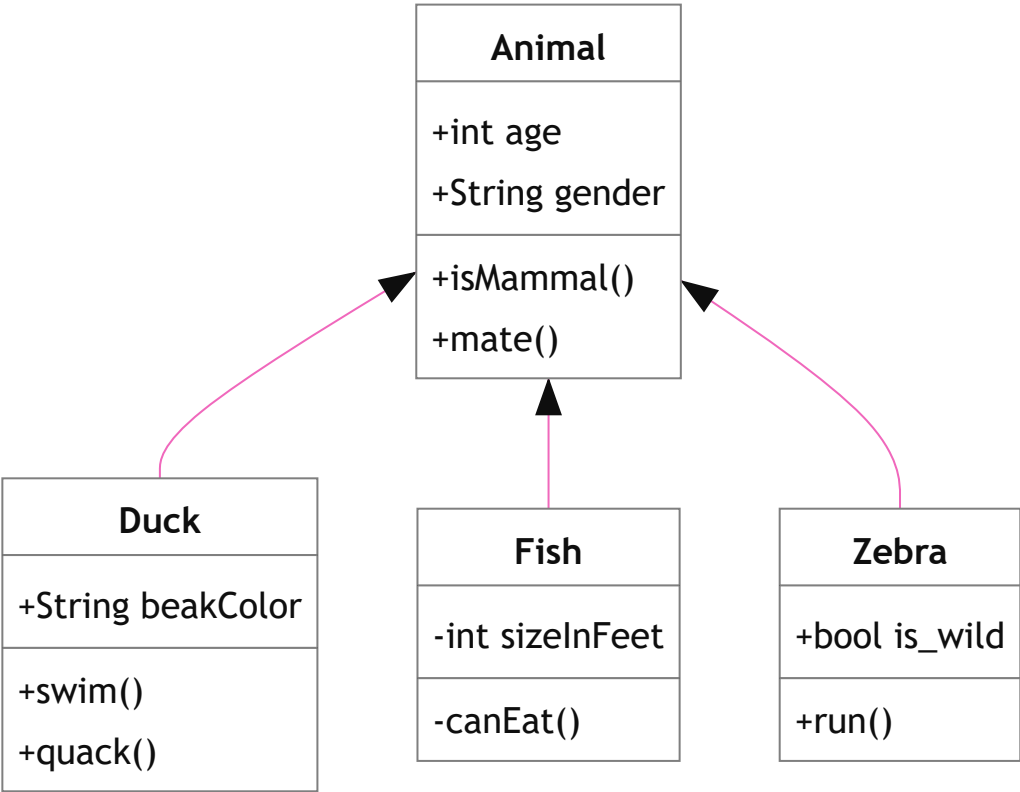 Animal
+int age
+String gender
+isMammal()
+mate()
Duck
+String beakColor
+swim()
+quack()
Fish
-int sizeInFeet
-canEat()
Zebra
+bool is_wild
+run()